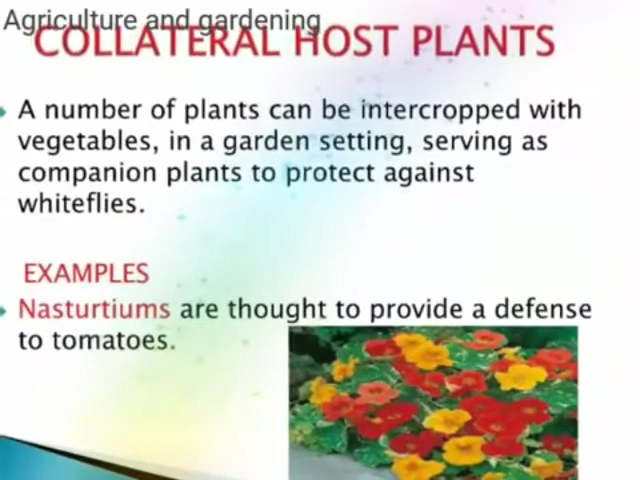 Agriculture and gardening
COLLATERAL HOST PLANTS
A number of plants can be intercropped with
vegetables, in a garden setting, serving as
companion plants to protect against
whiteflies.
EXAMPLES
Nasturtiums are thought to provide a defense
to tomatoes.